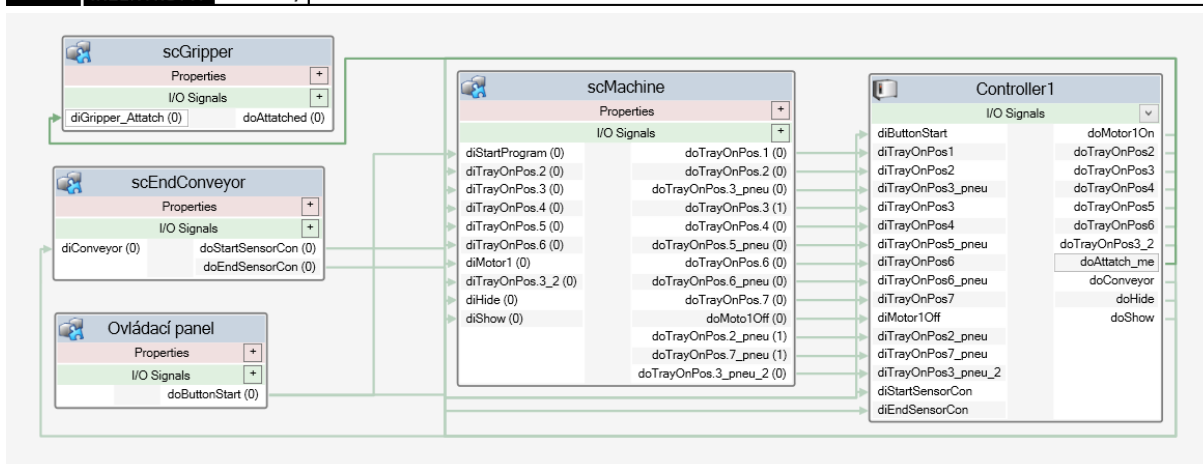 scGripper
Properties +
I/O Signals +
diGripper_Attatch (0) doAttatched (0)
scEndConveyor
Properties +
I/O Signals +
diConveyor (0) doStartSensorCon (0)
doEndSensorCon (0)
Ovládací panel
Properties +
I/O Signals +
doButtonStart (0)
scMachine
Properties +
I/O Signals +
diStartProgram (0) doTrayOnPos.1 (0)
diTrayOnPos.2 (0) doTrayOnPos.2 (0)
diTrayOnPos.3 (0) doTrayOnPos.3_pneu (0)
diTrayOnPos.4 (0) doTrayOnPos.3 (1)
diTrayOnPos.5 (0) doTrayOnPos.4 (0)
diTrayOnPos.6 (0) doTrayOnPos.5_pneu (0)
diMotor1 (0) doTrayOnPos.6 (0)
diTrayOnPos.3_2 (0) doTrayOnPos.6_pneu (0)
diHide (0) doTrayOnPos.7 (0)
diShow (0) doMoto1Off (0)
doTrayOnPos.2_pneu (1)
doTrayOnPos.7_pneu (1)
doTrayOnPos.3_pneu_2 (0)
Controller1
I/O Signals
diButtonStart doMotor1On
diTrayOnPos1 doTrayOnPos2
diTrayOnPos2 doTrayOnPos3
diTrayOnPos3_pneu doTrayOnPos4
diTrayOnPos3 doTrayOnPos5
diTrayOnPos4 doTrayOnPos6
diTrayOnPos5_pneu doTrayOnPos3_2
diTrayOnPos6 doAttatch_me
diTrayOnPos6_pneu doConveyor
diTrayOnPos7 doHide
diMotor1Off doShow
diTrayOnPos2_pneu
diTrayOnPos7_pneu
diTrayOnPos3_pneu_2
diStartSensorCon
diEndSensorCon